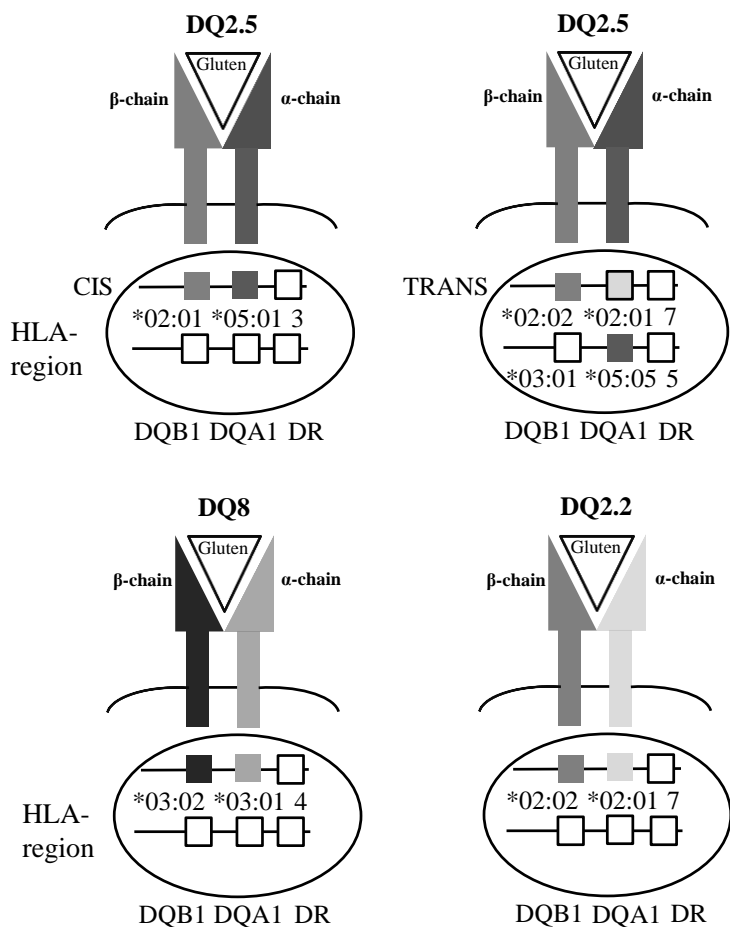 DQ2.5
Gluten
β-chain
α-chain
CIS
*02:01 *05:01 3
HLA-
region
DQB1 DQA1 DR
DQ2.5
Gluten
β-chain
α-chain
TRANS
*02:02 *02:01 7
*03:01 *05:05 5
DQB1 DQA1 DR
DQ8
Gluten
β-chain
α-chain
*03:02 *03:01 4
HLA-
region
DQB1 DQA1 DR
DQ2.2
Gluten
β-chain
α-chain
*02:02 *02:01 7
DQB1 DQA1 DR